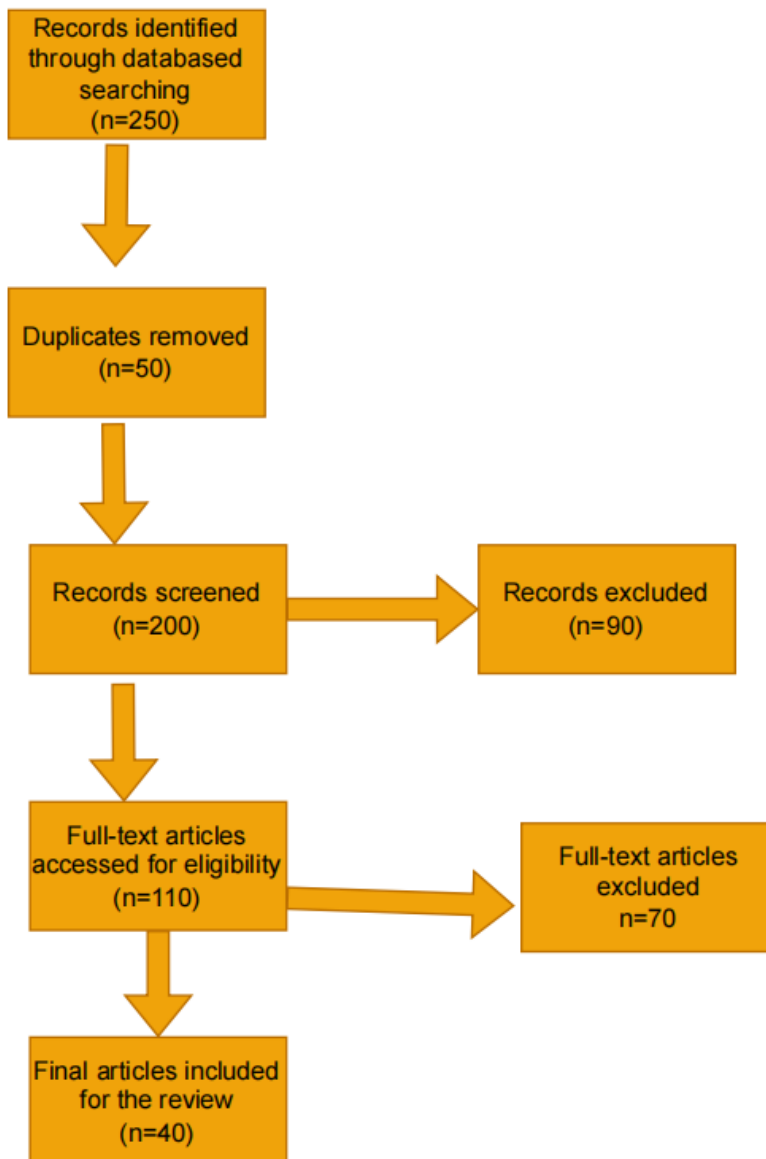 Records identified
through databased
searching
(n=250)
Duplicates removed
(n=50)
Records screened
(n=200)
Records excluded
(n=90)
Full-text articles
accessed for eligibility
(n=110)
Full-text articles
excluded
n=70
Final articles included
for the review
(n=40)